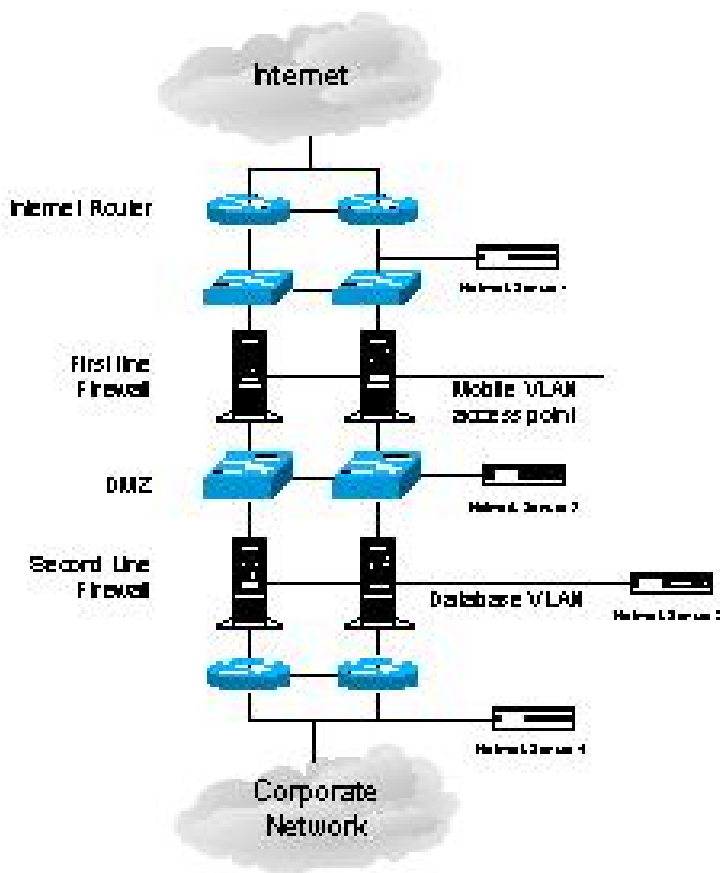 Internet
Internet Router
First line
Firewall
Mobile VLAN
access point
DMZ
Second Line
Firewall
Database VLAN
Corporate
Network